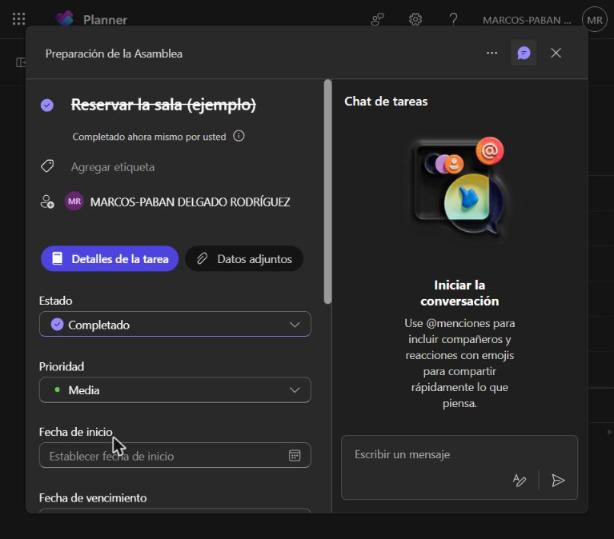 Planner
MARCOS-PABAN ...
MR
Preparación de la Asamblea
Reservar la sala (ejemplo)
Completado ahora mismo por usted
Agregar etiqueta
MR MARCOS-PABAN DELGADO RODRÍGUEZ
Detalles de la tarea
Datos adjuntos
Estado
Completado
Prioridad
Media
Fecha de inicio
Establecer fecha de inicio
Fecha de vencimiento
Chat de tareas
Iniciar la
conversación
Use @menciones para
incluir compañeros y
reacciones con emojis
para compartir
rápidamente lo que
piensa.
Escribir un mensaje